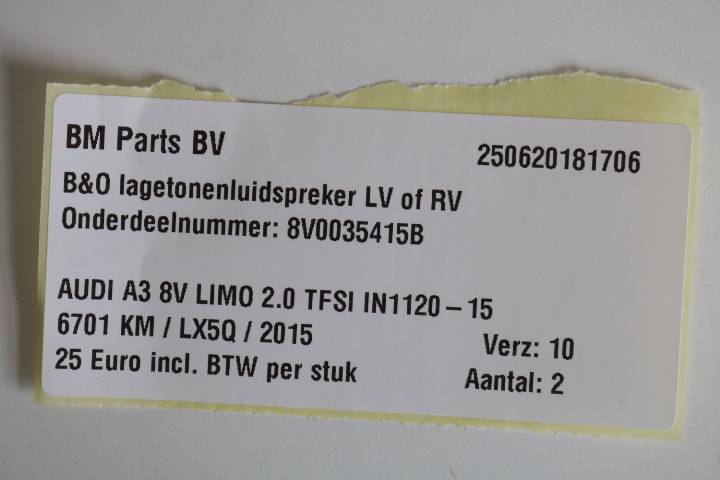 BM Parts BV 250620181706
B&O lagetonenluidspreker LV of RV
Onderdeelnummer: 8V0035415B
AUDI A3 8V LIMO 2.0 TFSI IN1120-15
6701 KM / LX5Q / 2015 Verz: 10
25 Euro incl. BTW per stuk Aantal: 2